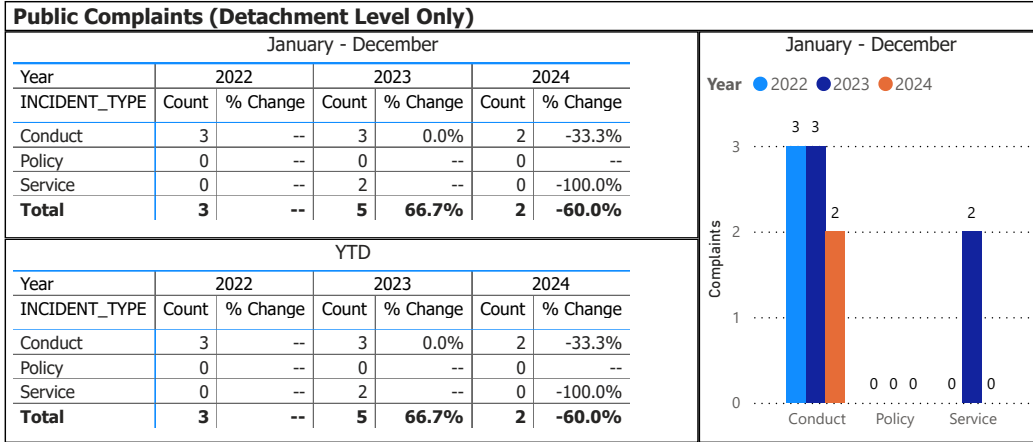 Public Complaints (Detachment Level Only)
January - December
Year 2022 2023 2024
INCIDENT_TYPE Count % Change Count % Change Count % Change
Conduct 3 -- 3 0.0% 2 -33.3%
Policy 0 -- 0 -- 0 --
Service 0 -- 2 -- 0 -100.0%
Total 3 -- 5 66.7% 2 -60.0%
YTD
Year 2022 2023 2024
INCIDENT_TYPE Count % Change Count % Change Count % Change
Conduct 3 -- 3 0.0% 2 -33.3%
Policy 0 -- 0 -- 0 --
Service 0 -- 2 -- 0 -100.0%
Total 3 -- 5 66.7% 2 -60.0%
January - December
Year 2022 2023 2024
3 3
3
2 2
2
Complaints
1
0 0 0 0 0
0
Conduct Policy Service